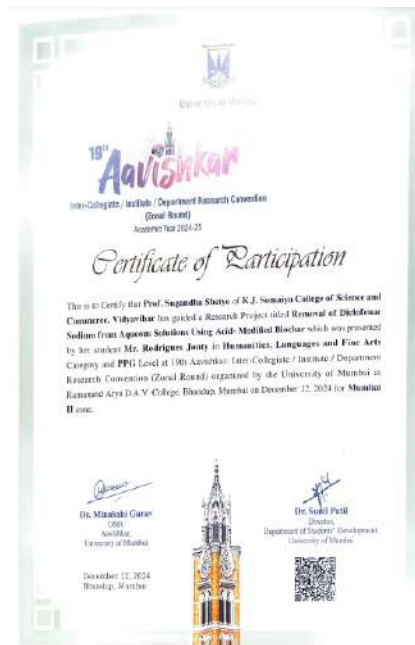 University of Mumbai
19th
Aavishkar
Inter-Collegiate / Institute / Department Research Convention
(Zonal Round)
Academic Year 2024-25
Certificate of Participation
This is to Certify that Prof. Sugandha Shetye of K.J. Somaiya College of Science and
Commerce, Vidyavihar has guided a Research Project titled Removal of Diclofenac
Sodium from Aqueous Solutions Using Acid- Modified Biochar which was presented
by her student Mr. Rodrigues Jonty in Humanities, Languages and Fine Arts
Category and PPG Level at 19th Aavishkar: Inter-Collegiate / Institute / Department
Research Convention (Zonal Round) organized by the University of Mumbai at
Ramanand Arya D.A.V. College, Bhandup, Mumbai on December 12, 2024 for Mumbai
II zone.
Dr. Minakshi Gurav
OSD,
Aavishkar,
University of Mumbai
Dr. Sunil Patil
Director,
Department of Students' Development,
University of Mumbai
December 12, 2024
Bhandup, Mumbai